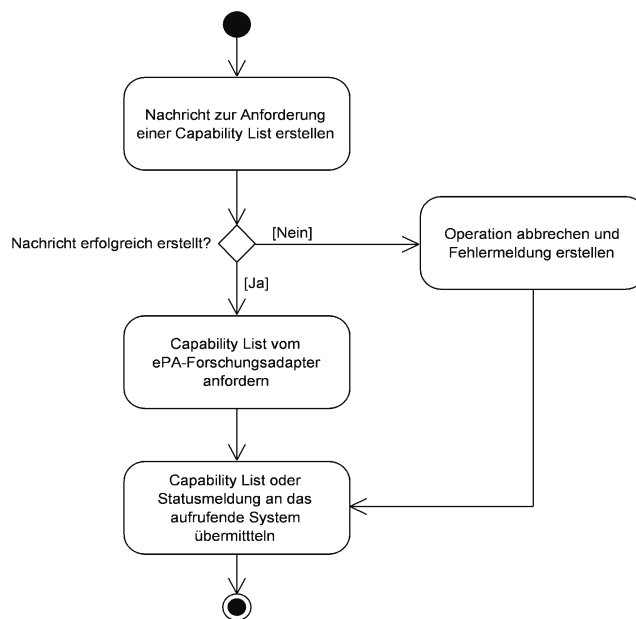 Nachricht zur Anforderung
einer Capability List erstellen
Nachricht erfolgreich erstellt?
[Nein]
Operation abbrechen und
Fehlermeldung erstellen
[Ja]
Capability List vom
ePA-Forschungsadapter
anfordern
Capability List oder
Statusmeldung an das
aufrufende System
übermittteln